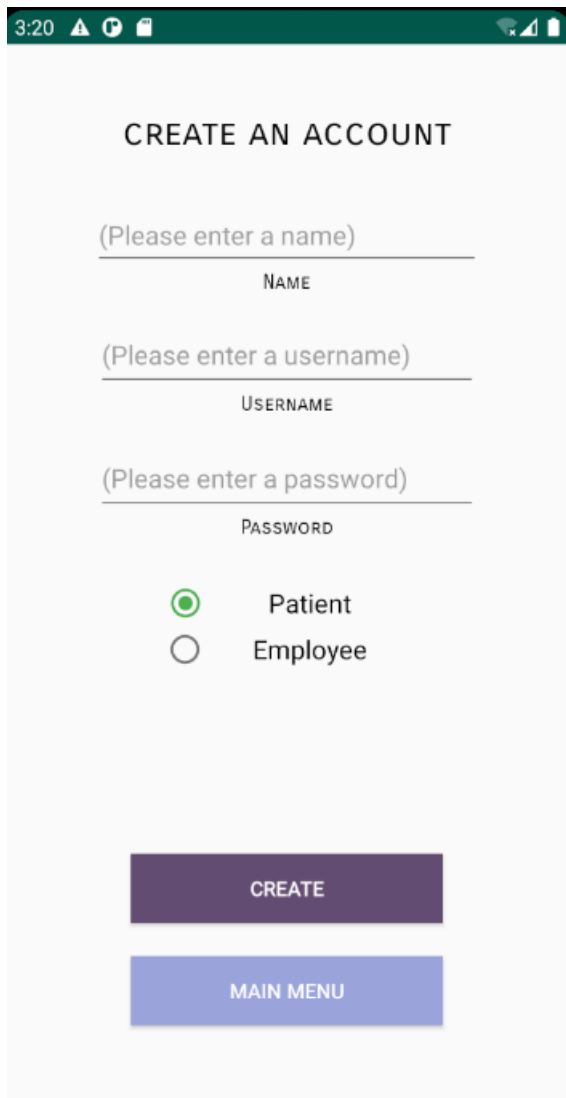 3:20
CREATE AN ACCOUNT
(Please enter a name)
NAME
(Please enter a username)
USERNAME
(Please enter a password)
PASSWORD
Patient
Employee
CREATE
MAIN MENU